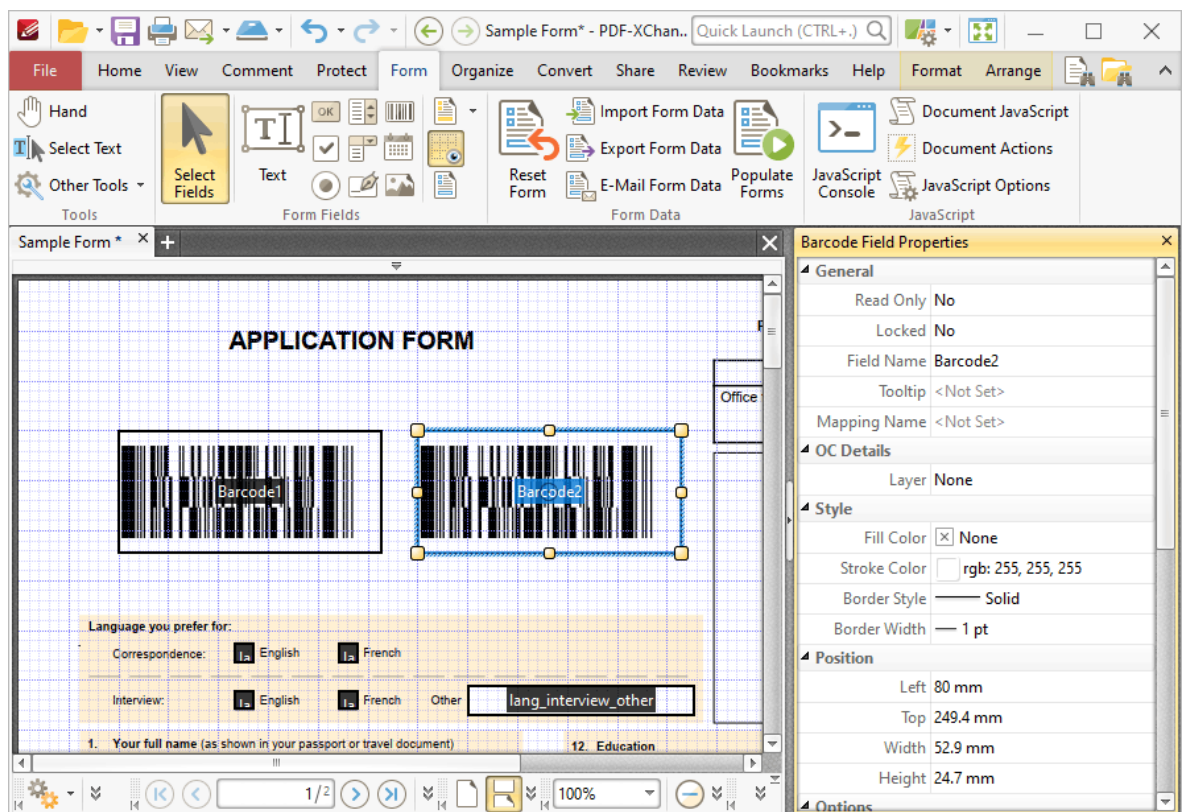 Sample Form* - PDF-XChan.. Quick Launch (CTRL+.)
File Home View Comment Protect Form Organize Convert Share Review Bookmarks Help Format Arrange
Hand
Select Text
Other Tools
Tools
Select Fields
Text
OK
Form Fields
Reset Form
Import Form Data
Export Form Data
E-Mail Form Data
Populate Forms
Form Data
JavaScript Console
Document JavaScript
Document Actions
JavaScript Options
JavaScript
Sample Form *
APPLICATION FORM
Office
Barcode1
Barcode2
Language you prefer for:
Correspondence: la English la French
Interview: la English la French Other lang_interview_other
1. Your full name (as shown in your passport or travel document)
12. Education
1/2
100%
Barcode Field Properties
General
Read Only No
Locked No
Field Name Barcode2
Tooltip <Not Set>
Mapping Name <Not Set>
OC Details
Layer None
Style
Fill Color None
Stroke Color rgb: 255, 255, 255
Border Style Solid
Border Width 1 pt
Position
Left 80 mm
Top 249.4 mm
Width 52.9 mm
Height 24.7 mm
Options